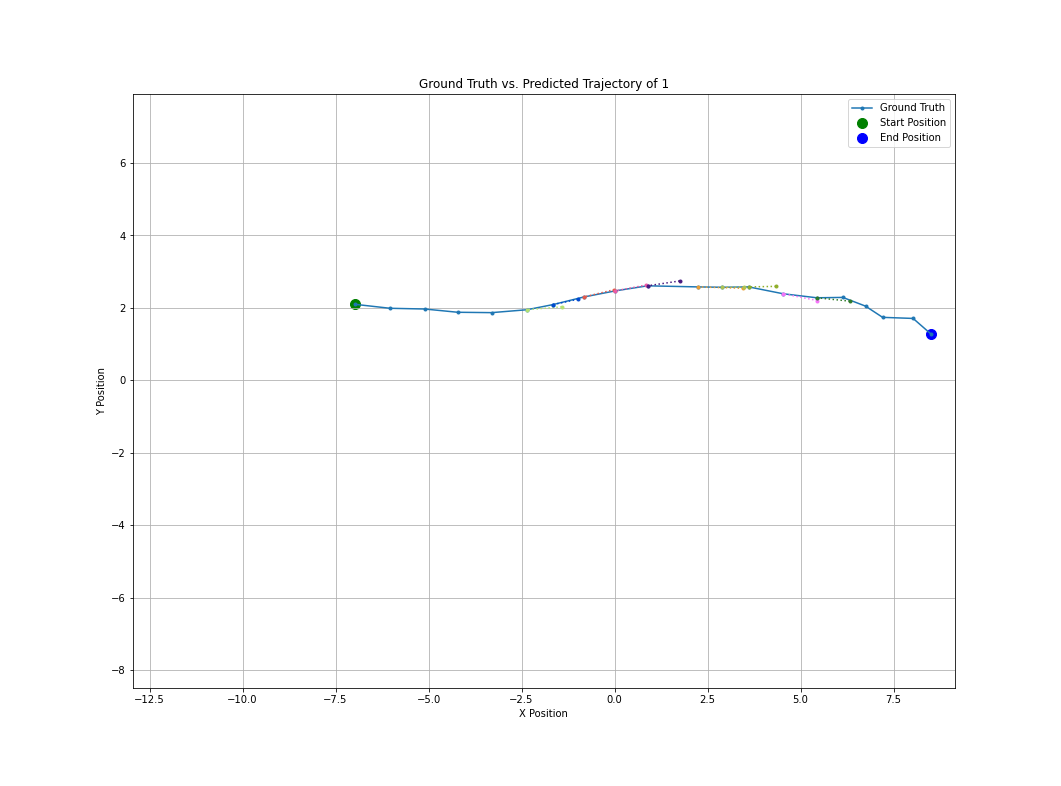 Ground Truth vs. Predicted Trajectory of 1
Ground Truth
Start Position
End Position
6
4
2
0
−2
−4
−6
−8
Y Position
−12.5 −10.0 −7.5 −5.0 −2.5 0.0 2.5 5.0 7.5
X Position